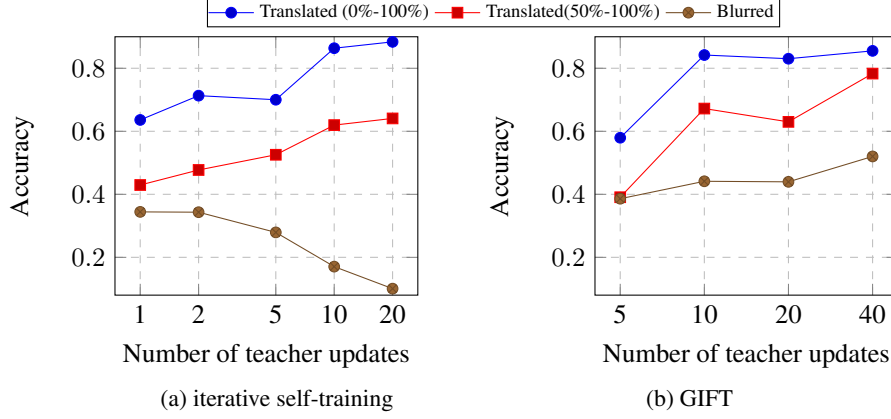 Translated (0%-100%) Translated(50%-100%) Blurred
0.8
0.6
0.4
0.2
Accuracy
1 2 5 10 20
Number of teacher updates
(a) iterative self-training
0.8
0.6
0.4
0.2
Accuracy
5 10 20 40
Number of teacher updates
(b) GIFT